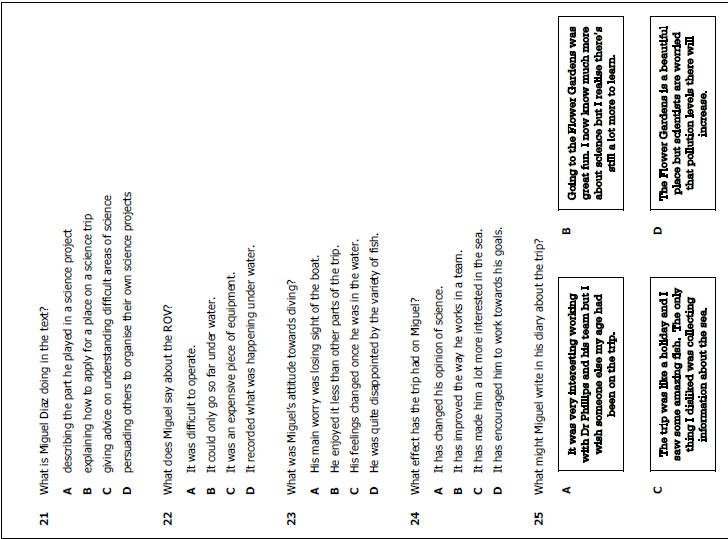 21 What is Miguel Diaz doing in the text?
A describing the part he played in a science project
B explaining how to apply for a place on a science trip
C giving advice on understanding difficult areas of science
D persuading others to organise their own science projects
22 What does Miguel say about the ROV?
A It was difficult to operate.
B It could only go so far under water.
C It was an expensive piece of equipment.
D It recorded what was happening under water.
23 What was Miguel's attitude towards diving?
A His main worry was losing sight of the boat.
B He enjoyed it less than other parts of the trip.
C His feelings changed once he was in the water.
D He was quite disappointed by the variety of fish.
24 What effect has the trip had on Miguel?
A It has changed his opinion of science.
B It has improved the way he works in a team.
C It has made him a lot more interested in the sea.
D It has encouraged him to work towards his goals.
25 What might Miguel write in his diary about the trip?
A
It was very interesting working
with Dr Phillips and his team but I
wish someone else my age had
been on the trip.
B
Going to the Flower Gardens was
great fun. I now know much more
about science but I realise there's
still a lot more to learn.
C
The trip was like a holiday and I
saw some amazing fish. The only
thing I disliked was collecting
information about the sea.
D
The Flower Gardens is a beautiful
place but scientists are worried
that pollution levels there will
increase.